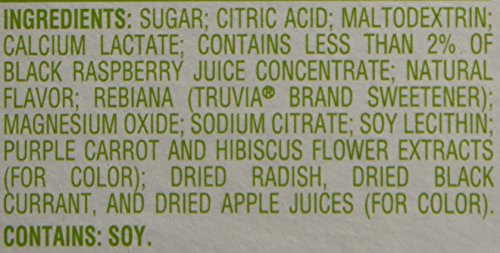 INGREDIENTS: SUGAR; CITRIC ACID; MALTODEXTRIN;
CALCIUM LACTATE; CONTAINS LESS THAN 2% OF
BLACK RASPBERRY JUICE CONCENTRATE; NATURAL
FLAVOR; REBIANA (TRUVIA® BRAND SWEETENER);
MAGNESIUM OXIDE; SODIUM CITRATE; SOY LECITHIN;
PURPLE CARROT AND HIBISCUS FLOWER EXTRACTS
(FOR COLOR); DRIED RADISH, DRIED BLACK
CURRANT, AND DRIED APPLE JUICES (FOR COLOR).
CONTAINS: SOY.